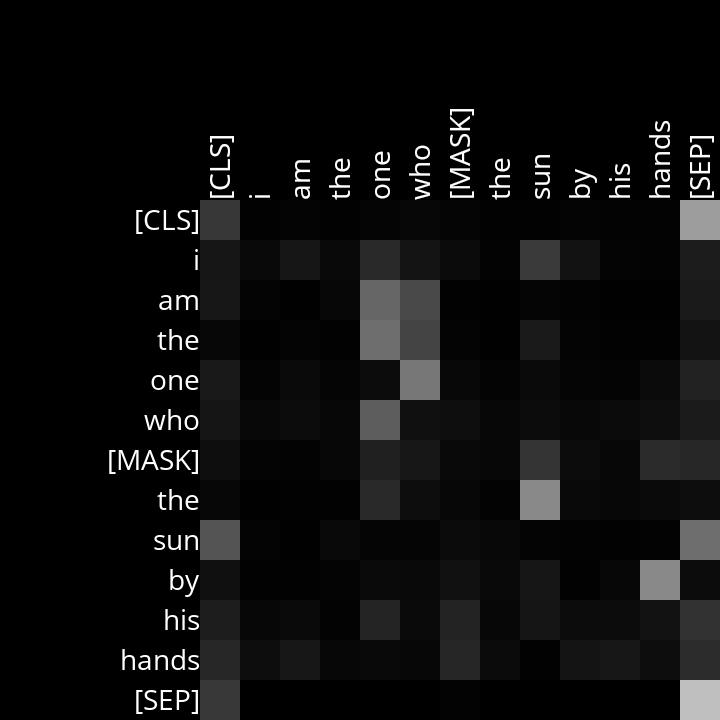 [CLS] i am the one who [MASK] the sun by his hands [SEP]
[CLS]
i
am
the
one
who
[MASK]
the
sun
by
his
hands
[SEP]